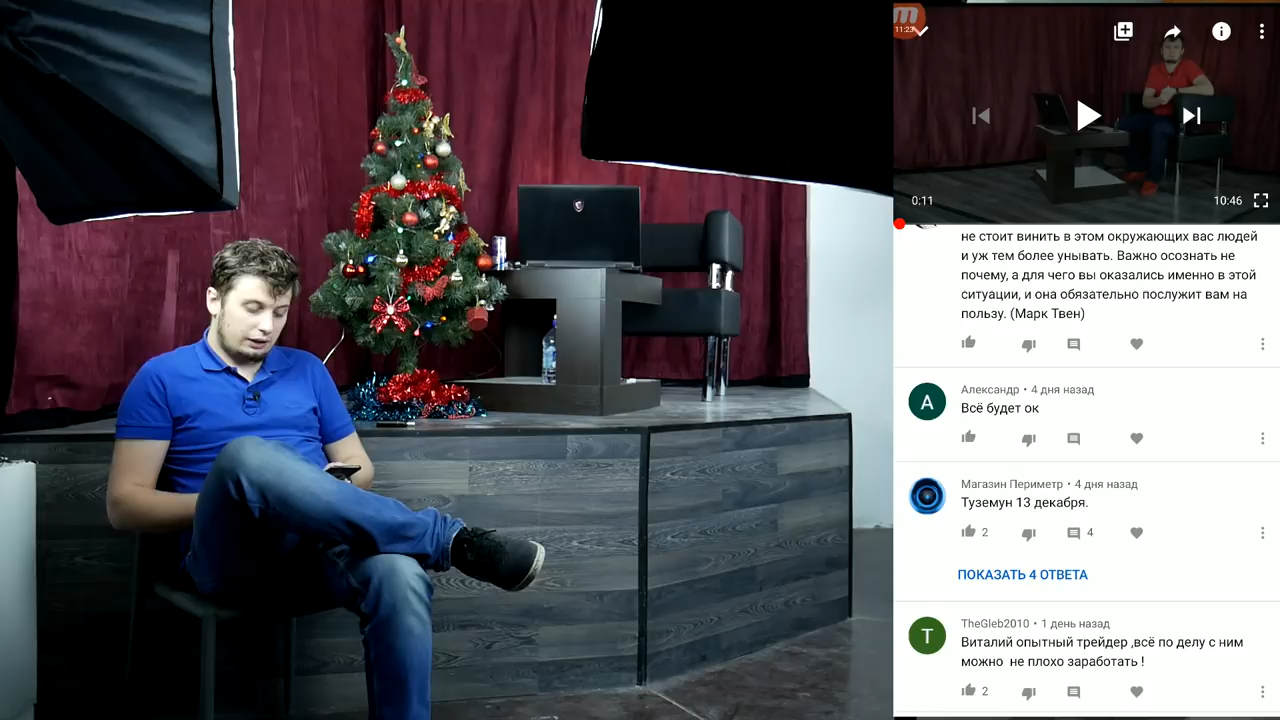 11:23
0:11
10:46
не стоит винить в этом окружающих вас людей
и уж тем более унывать. Важно осознать не
почему, а для чего вы оказались именно в этой
ситуации, и она обязательно послужит вам на
пользу. (Марк Твен)
A
Александр • 4 дня назад
Всё будет ок
Магазин Периметр • 4 дня назад
Туземун 13 декабря.
2
4
ПОКАЗАТЬ 4 ОТВЕТА
T
TheGleb2010 • 1 день назад
Виталий опытный трейдер ,всё по делу с ним
можно не плохо заработать !
2